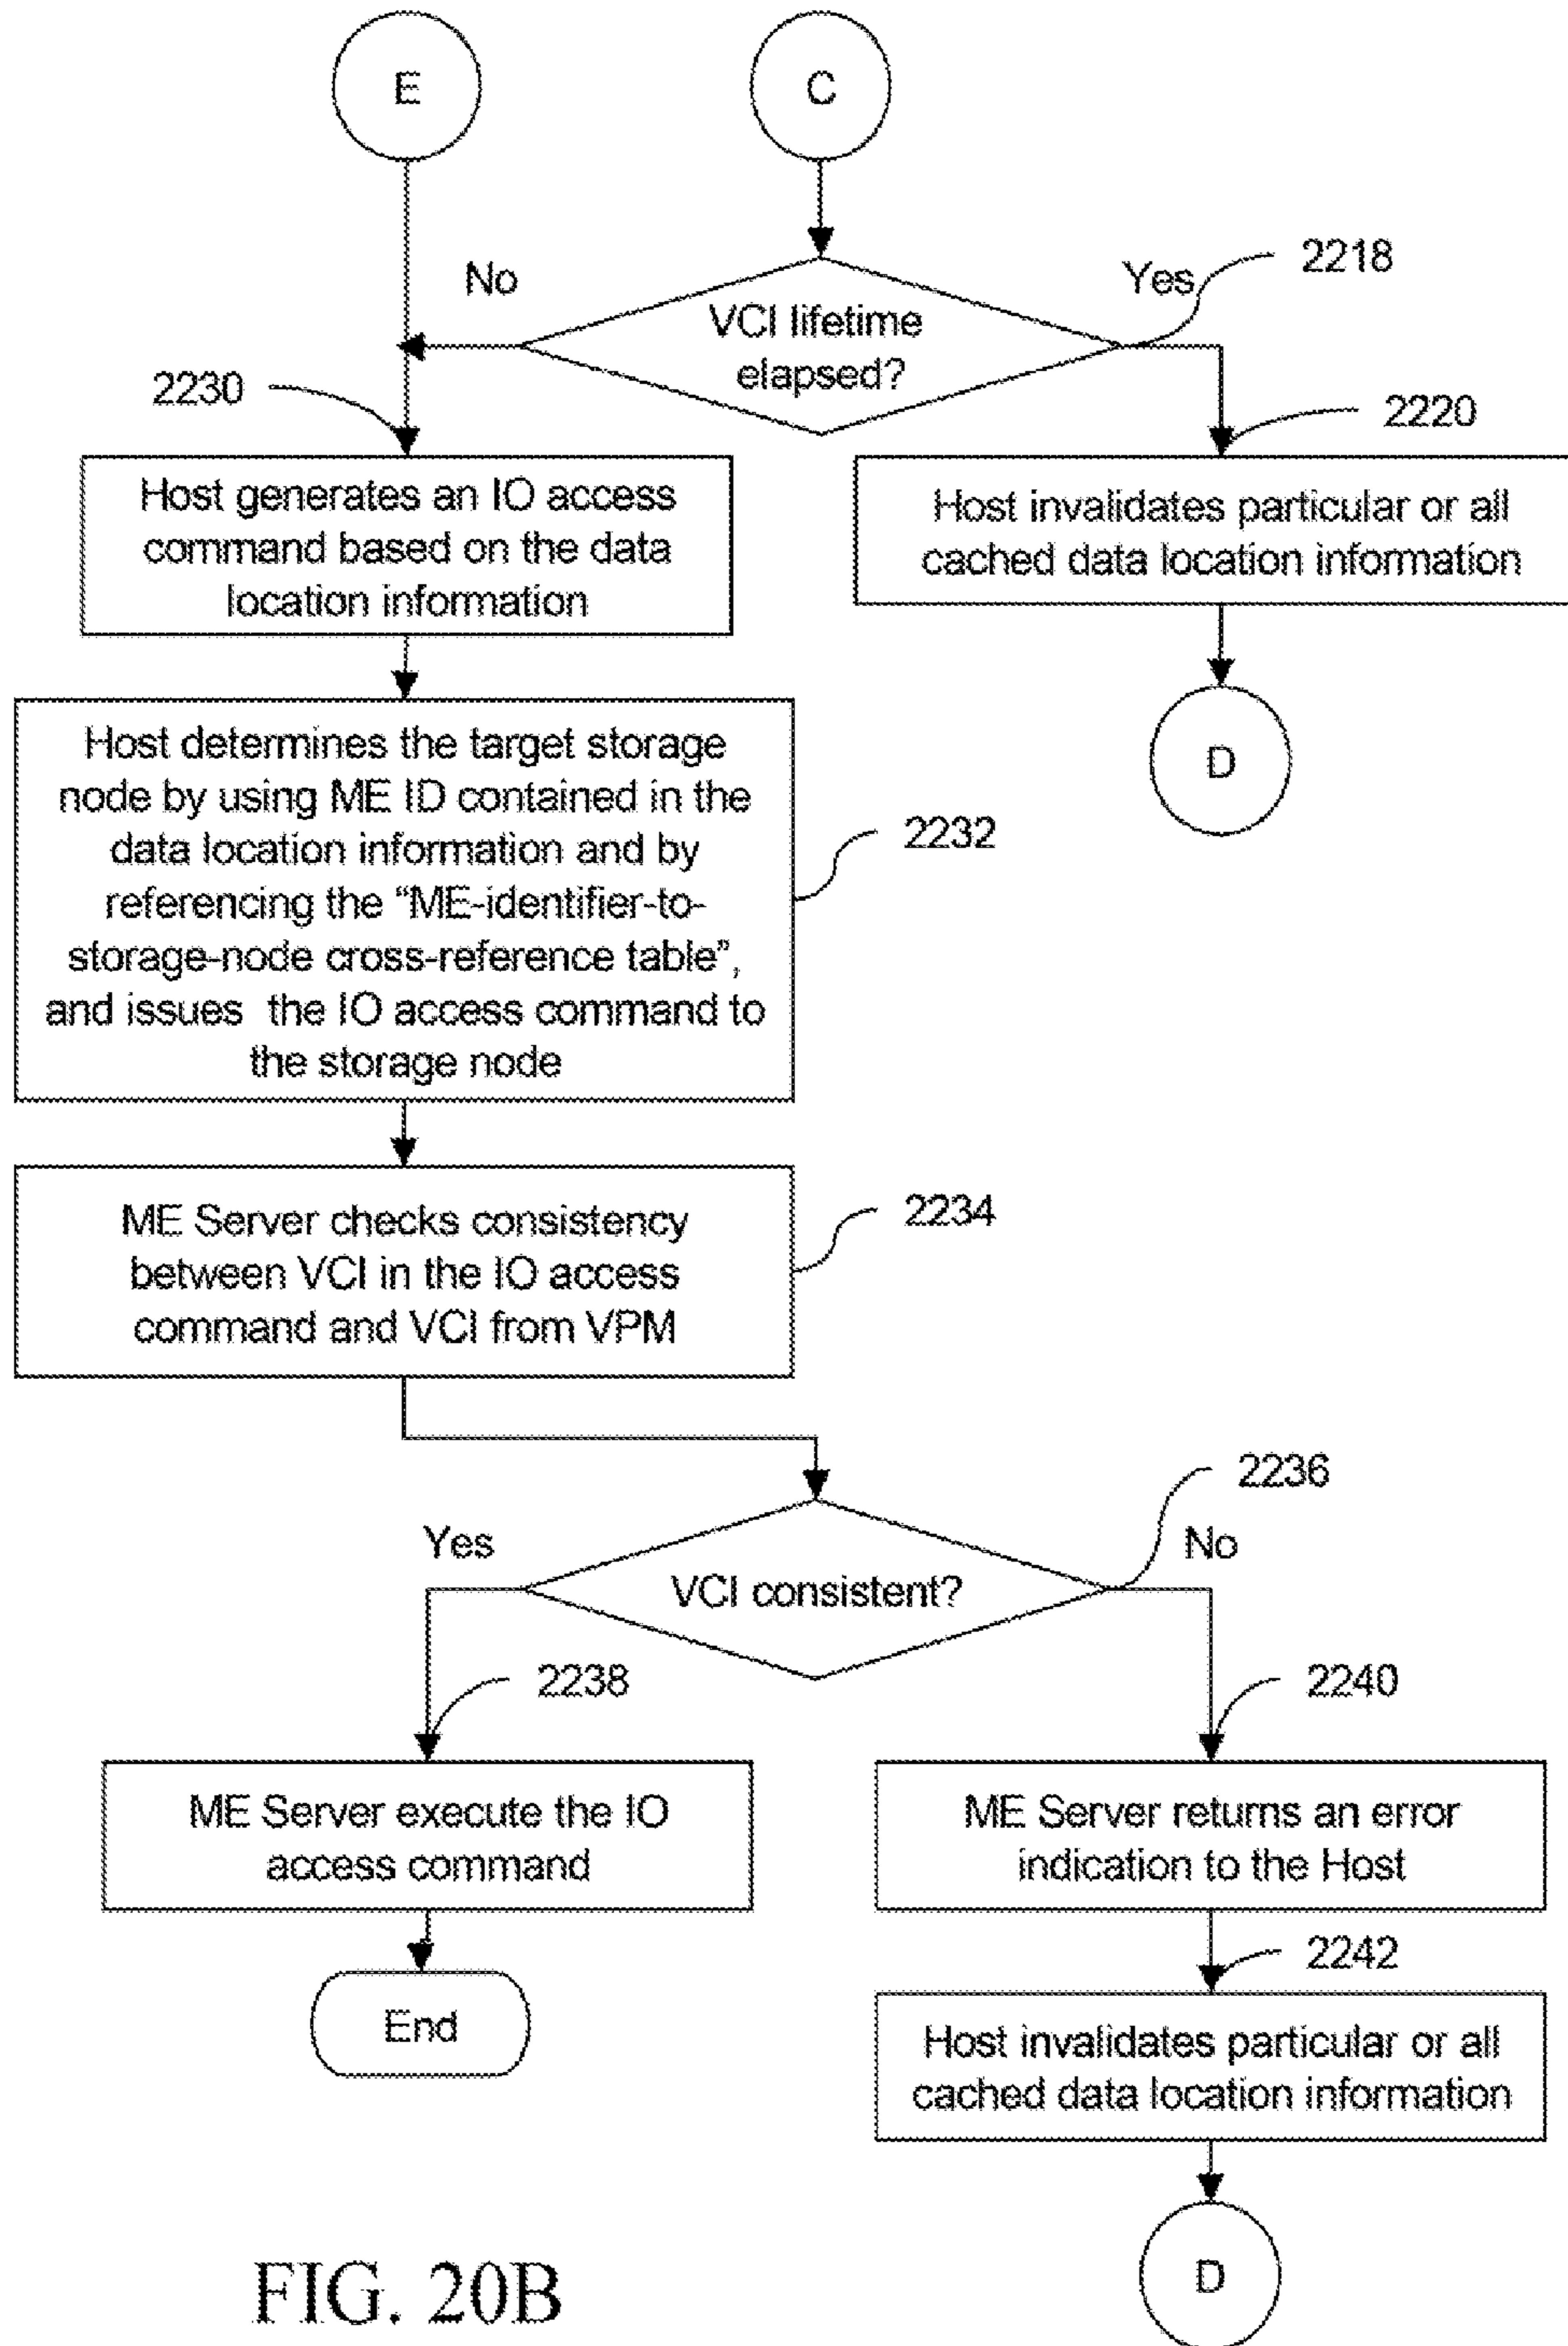 E
C
No
Yes
2218
VCI lifetime
elapsed?
2230
2220
Host generates an IO access
command based on the data
location information
Host invalidates particular or all
cached data location information
D
Host determines the target storage
node by using ME ID contained in the
data location information and by
referencing the “ME-identifier-to-
storage-node cross-reference table”,
and issues the IO access command to
the storage node
2232
ME Server checks consistency
between VCI in the IO access
command and VCI from VPM
2234
2236
Yes
No
VCI consistent?
2238
2240
ME Server execute the IO
access command
ME Server returns an error
indication to the Host
2242
End
Host invalidates particular or all
cached data location information
D
FIG. 20B